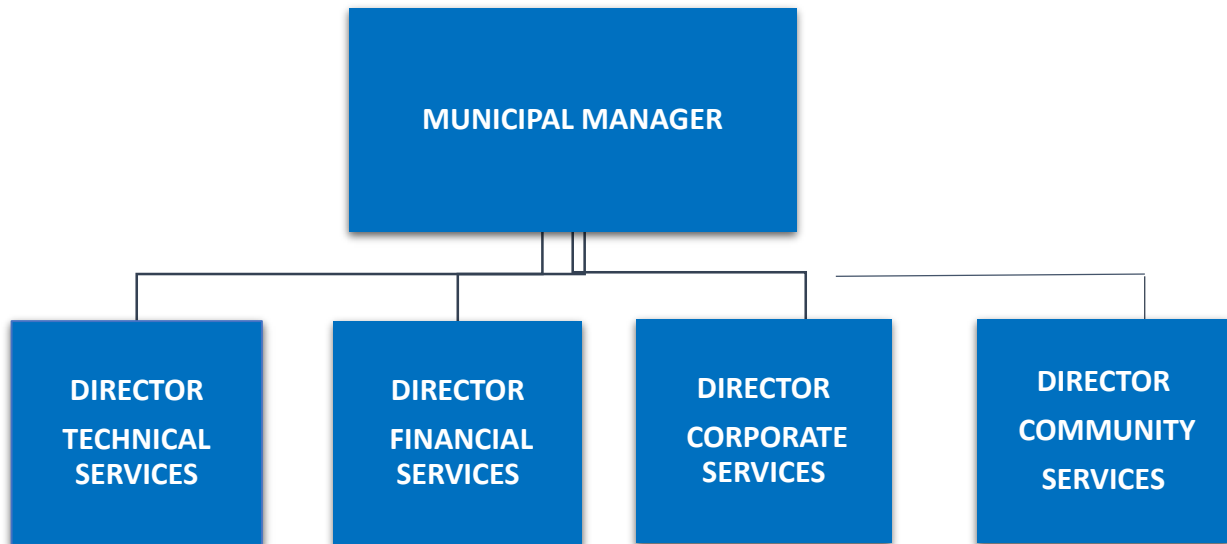 MUNICIPAL MANAGER
DIRECTOR
TECHNICAL
SERVICES
DIRECTOR
FINANCIAL
SERVICES
DIRECTOR
CORPORATE
SERVICES
DIRECTOR
COMMUNITY
SERVICES